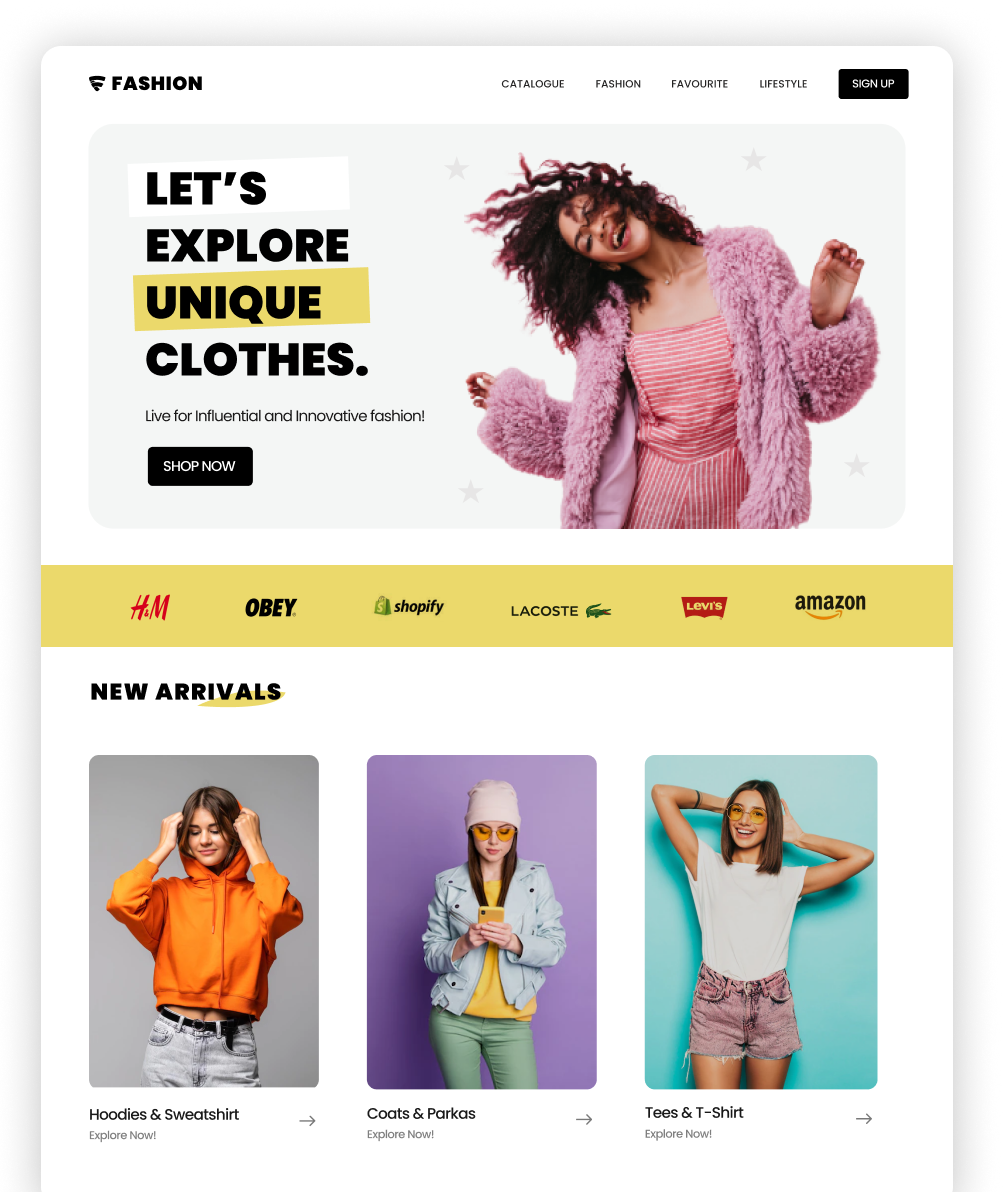 FASHION
CATALOGUE
FASHION
FAVOURITE
LIFESTYLE
SIGN UP
LET’S
EXPLORE
UNIQUE
CLOTHES.
Live for Influential and Innovative fashion!
SHOP NOW
H&M
OBEY
shopify
LACOSTE
Levi's
amazon
NEW ARRIVALS
Hoodies & Sweatshirt
Explore Now!
Coats & Parkas
Explore Now!
Tees & T-Shirt
Explore Now!